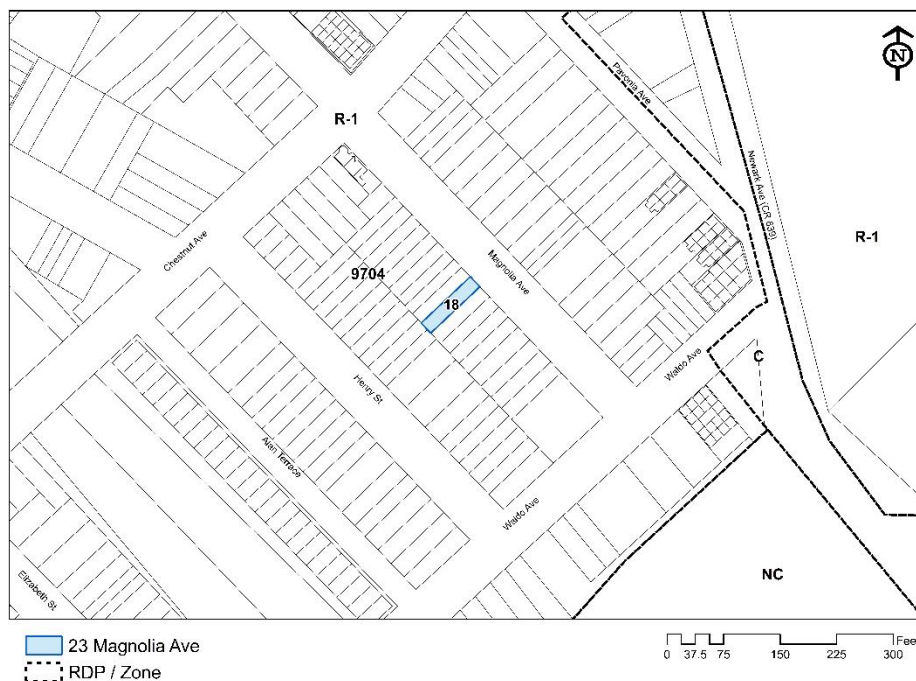 N
Pavonia Ave
R-1
Newark Ave (CR 639)
R-1
Chestnut Ave
9704
Magnolia Ave
18
C
Waldo Ave
Henry St
Alan Terrace
Waldo Ave
NC
Elizabeth St
23 Magnolia Ave
RDP / Zone
Feet
0 37.5 75 150 225 300